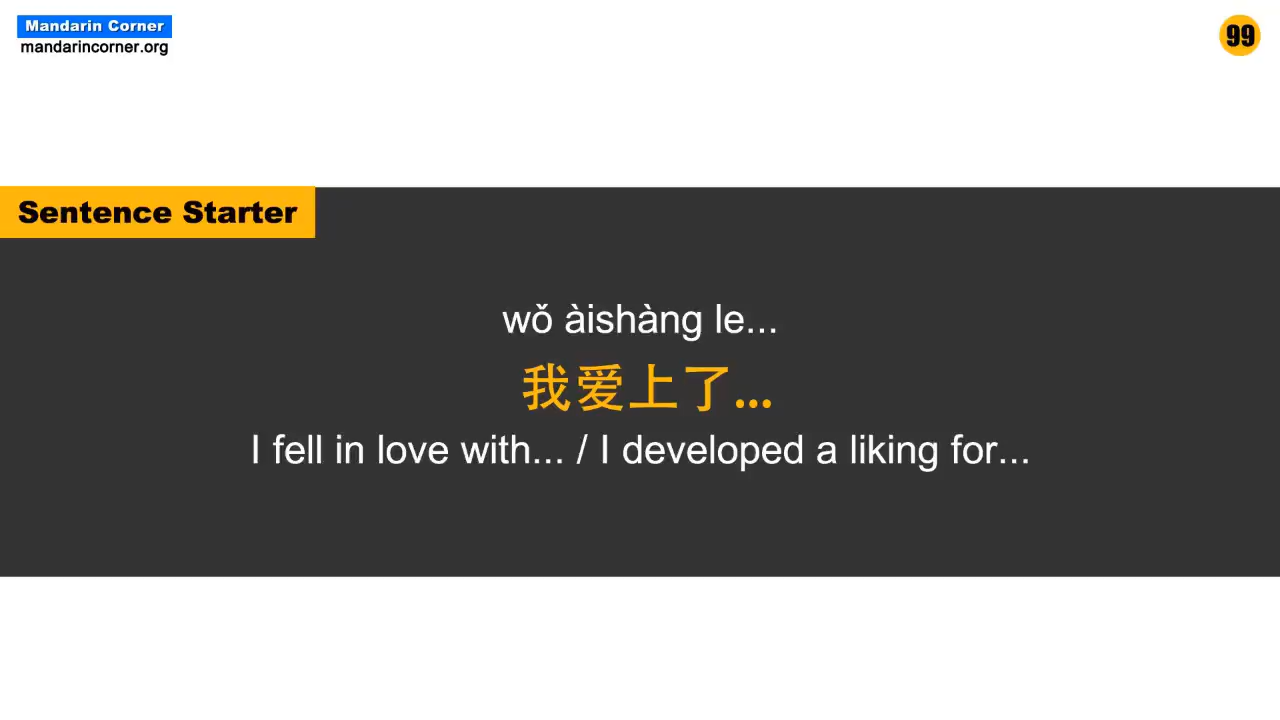 Mandarin Corner
mandarincorner.org
99
Sentence Starter
wǒ àishàng le...
我爱上了...
I fell in love with... / I developed a liking for...